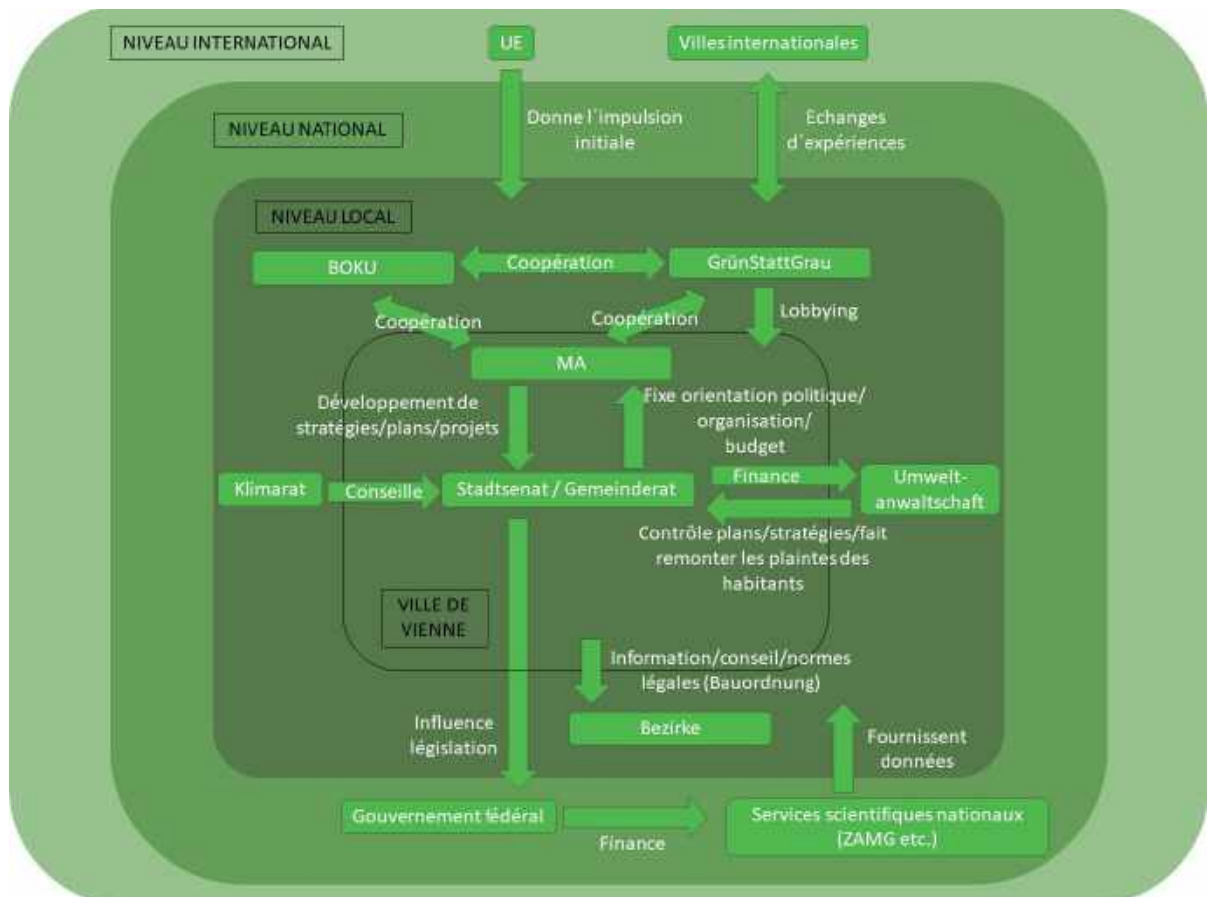 NIVEAU INTERNATIONAL
UE
Villes internationales
NIVEAU NATIONAL
Donne l´impulsion
initiale
Echanges
d´expériences
NIVEAU LOCAL
BOKU
Coopération
GrünStattGrau
Coopération
Coopération
Lobbying
MA
Développement de
stratégies/plans/projets
Fixe orientation politique/
organisation/
budget
Klimarat
Conseille
Stadtsenat / Gemeinderat
Finance
Umwelt-
anwaltschaft
Contrôle plans/stratégies/fait
remonter les plaintes des
habitants
VILLE DE
VIENNE
Information/conseil/normes
légales (Bauordnung)
Bezirke
Influence
législation
Fournissent
données
Gouvernement fédéral
Finance
Services scientifiques nationaux
(ZAMG etc.)